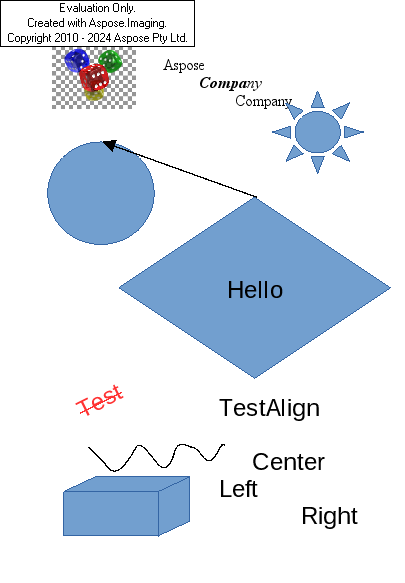 Evaluation Only.
Created with Aspose.Imaging.
Copyright 2010 - 2024 Aspose Pty Ltd.
Aspose
Company
Company
Hello
Test
TestAlign
Center
Left
Right